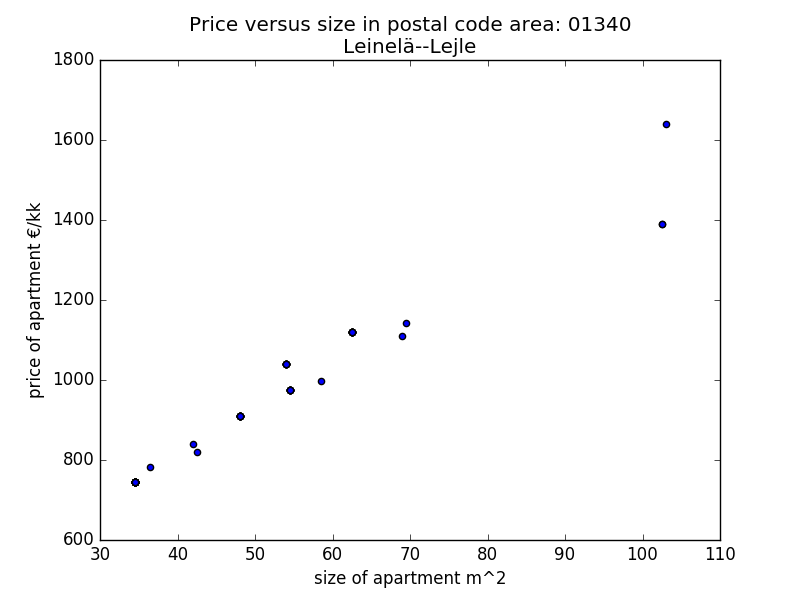 Price versus size in postal code area: 01340
Leinelä--Lejle
1800
1600
1400
1200
1000
800
600
price of apartment €/kk
30 40 50 60 70 80 90 100 110
size of apartment m^2